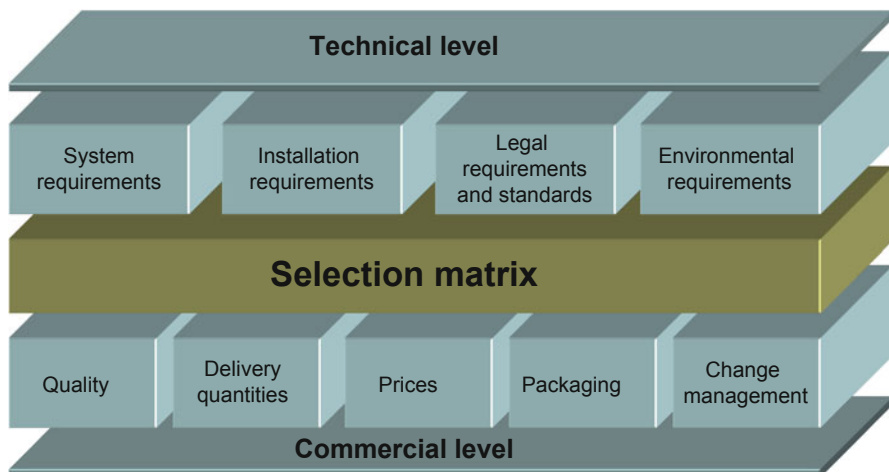 Technical level
System
requirements
Installation
requirements
Legal
requirements
and standards
Environmental
requirements
Selection matrix
Quality
Delivery
quantities
Prices
Packaging
Change
management
Commercial level